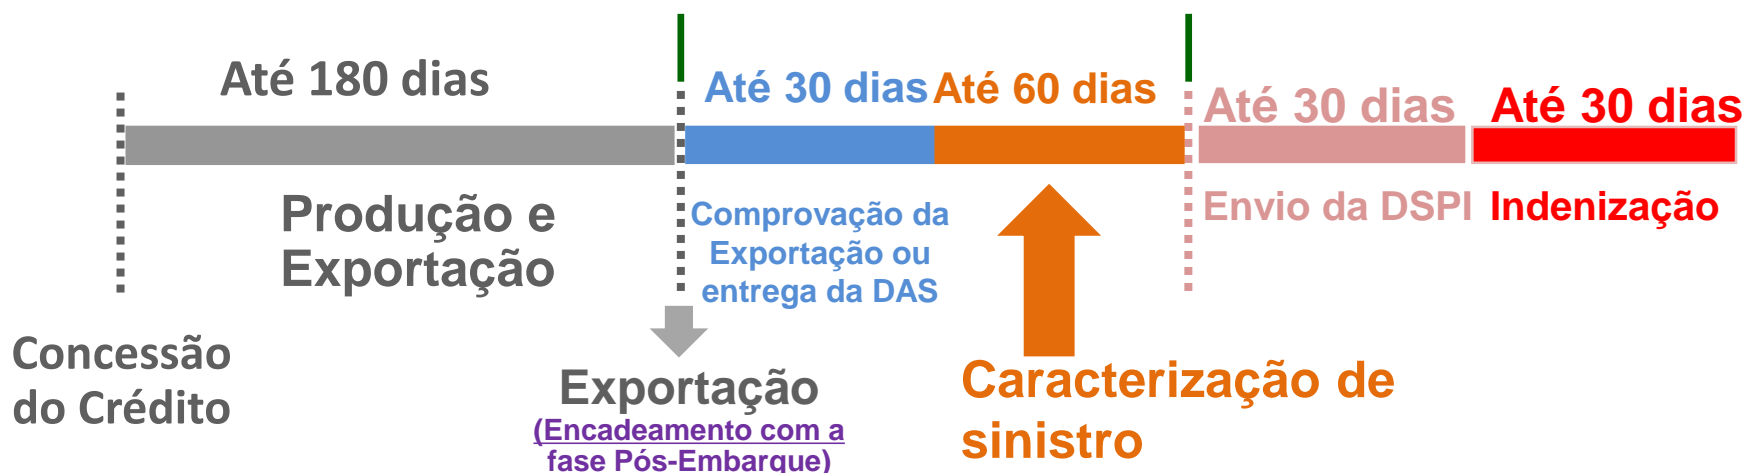 Até 180 dias
Até 30 dias
Até 60 dias
Até 30 dias
Até 30 dias
Produção e
Exportação
Comprovação da
Exportação ou
entrega da DAS
Envio da DSPI
Indenização
Concessão
do Crédito
Exportação
(Encadeamento com a
fase Pós-Embarque)
Caracterização de
sinistro